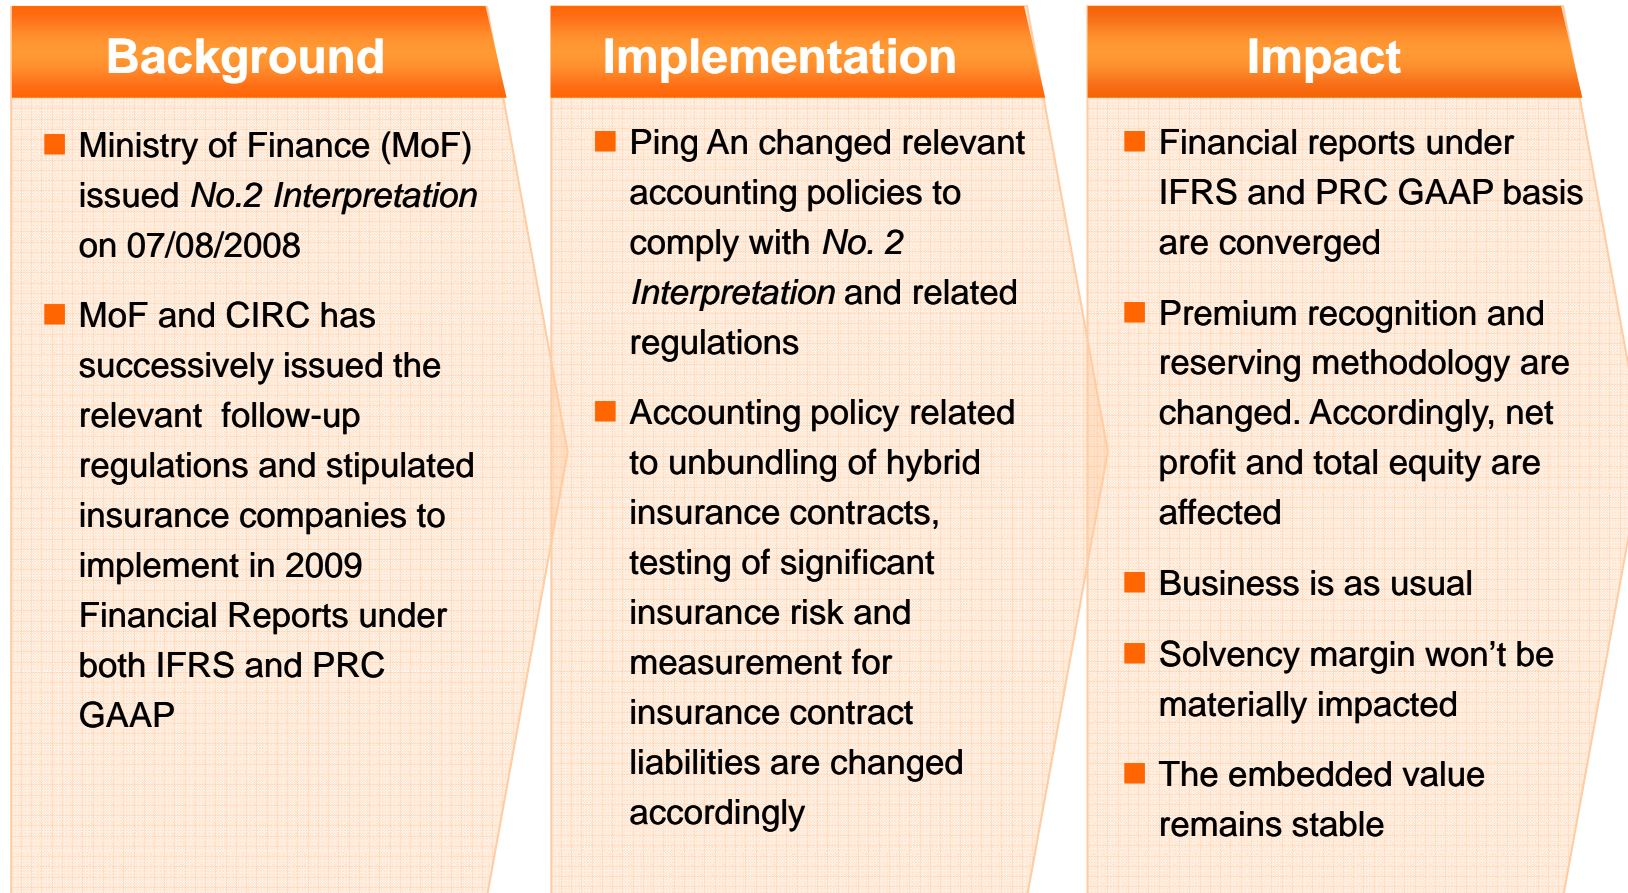 Background
Ministry of Finance (MoF)
issued No.2 Interpretation
on 07/08/2008
MoF and CIRC has
successively issued the
relevant follow-up
regulations and stipulated
insurance companies to
implement in 2009
Financial Reports under
both IFRS and PRC
GAAP
Implementation
Ping An changed relevant
accounting policies to
comply with No. 2
Interpretation and related
regulations
Accounting policy related
to unbundling of hybrid
insurance contracts,
testing of significant
insurance risk and
measurement for
insurance contract
liabilities are changed
accordingly
Impact
Financial reports under
IFRS and PRC GAAP basis
are converged
Premium recognition and
reserving methodology are
changed. Accordingly, net
profit and total equity are
affected
Business is as usual
Solvency margin won’t be
materially impacted
The embedded value
remains stable